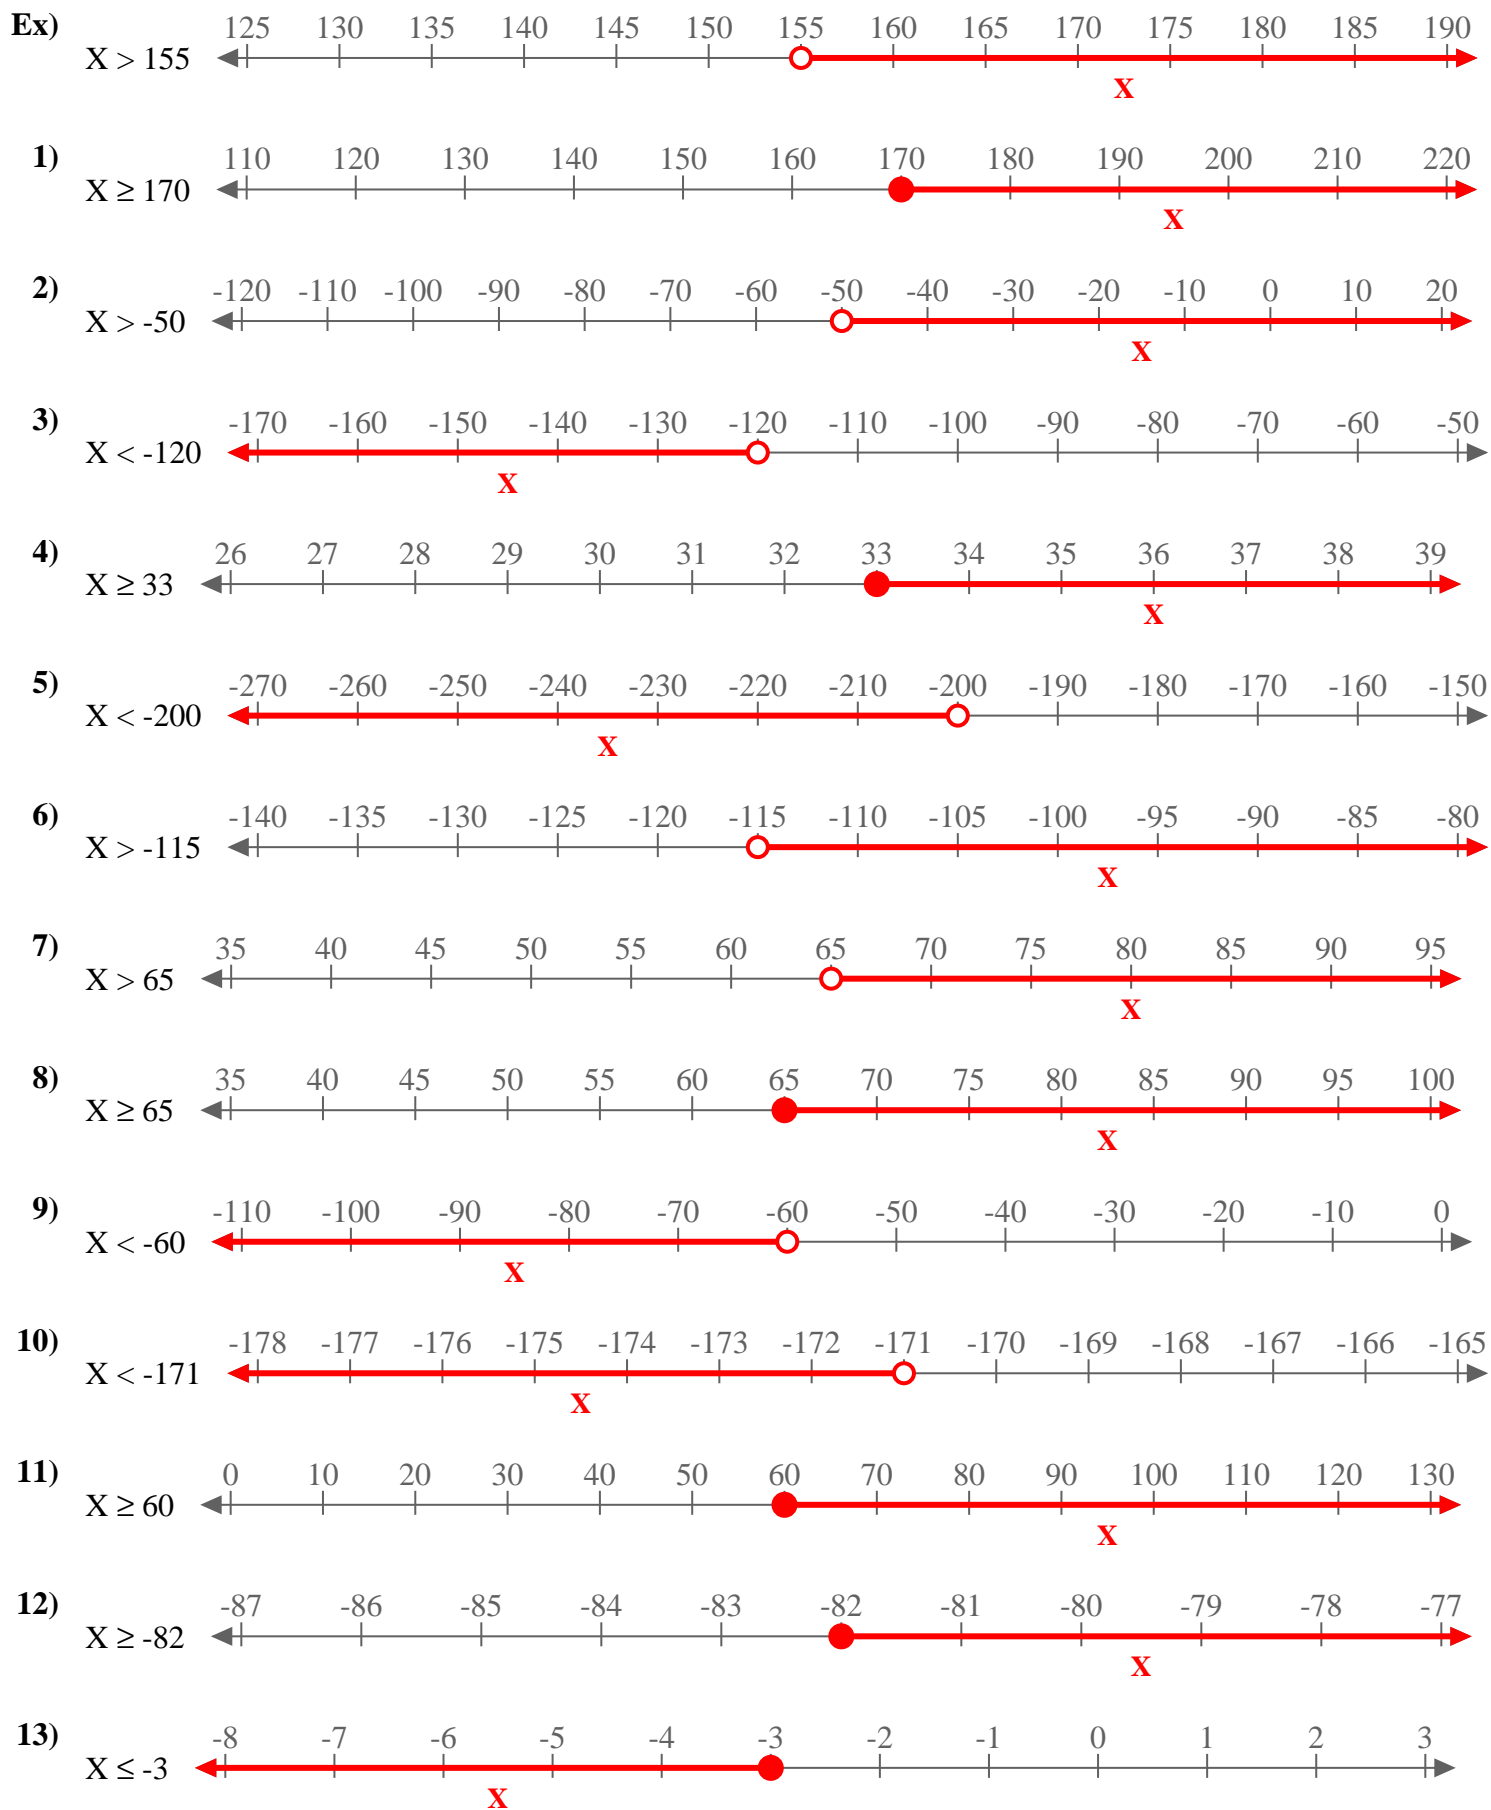 Ex) 125 130 135 140 145 150 155 160 165 170 175 180 185 190
X > 155
X
1) 110 120 130 140 150 160 170 180 190 200 210 220
X ≥ 170
X
2) -120 -110 -100 -90 -80 -70 -60 -50 -40 -30 -20 -10 0 10 20
X > -50
X
3) -170 -160 -150 -140 -130 -120 -110 -100 -90 -80 -70 -60 -50
X < -120
X
4) 26 27 28 29 30 31 32 33 34 35 36 37 38 39
X ≥ 33
X
5) -270 -260 -250 -240 -230 -220 -210 -200 -190 -180 -170 -160 -150
X < -200
X
6) -140 -135 -130 -125 -120 -115 -110 -105 -100 -95 -90 -85 -80
X > -115
X
7) 35 40 45 50 55 60 65 70 75 80 85 90 95
X > 65
X
8) 35 40 45 50 55 60 65 70 75 80 85 90 95 100
X ≥ 65
X
9) -110 -100 -90 -80 -70 -60 -50 -40 -30 -20 -10 0
X < -60
X
10) -178 -177 -176 -175 -174 -173 -172 -171 -170 -169 -168 -167 -166 -165
X < -171
X
11) 0 10 20 30 40 50 60 70 80 90 100 110 120 130
X ≥ 60
X
12) -87 -86 -85 -84 -83 -82 -81 -80 -79 -78 -77
X ≥ -82
X
13) -8 -7 -6 -5 -4 -3 -2 -1 0 1 2 3
X ≤ -3
X